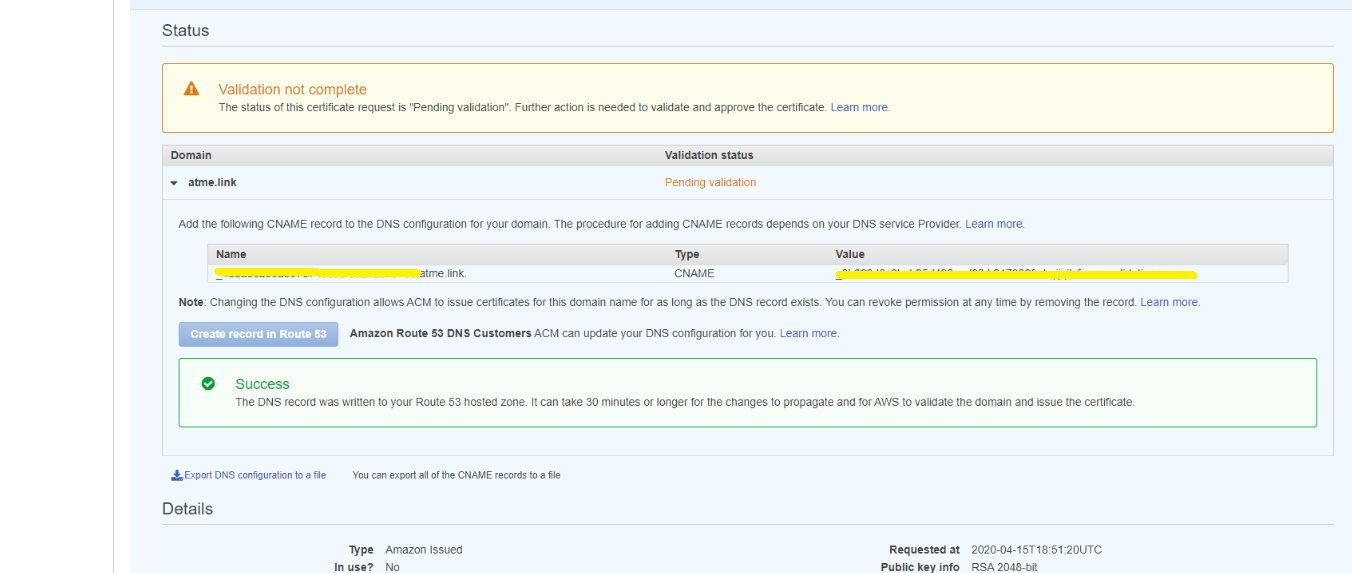 Status
Validation not complete
The status of this certificate request is "Pending validation". Further action is needed to validate and approve the certificate. Learn more.
Domain Validation status
atme.link Pending validation
Add the following CNAME record to the DNS configuration for your domain. The procedure for adding CNAME records depends on your DNS service Provider. Learn more.
Name Type Value
atme.link. CNAME
Note: Changing the DNS configuration allows ACM to issue certificates for this domain name for as long as the DNS record exists. You can revoke permission at any time by removing the record. Learn more.
Create record in Route 53 Amazon Route 53 DNS Customers ACM can update your DNS configuration for you. Learn more.
Success
The DNS record was written to your Route 53 hosted zone. It can take 30 minutes or longer for the changes to propagate and for AWS to validate the domain and issue the certificate.
Export DNS configuration to a file You can export all of the CNAME records to a file
Details
Type Amazon Issued Requested at 2020-04-15T18:51:20UTC
In use? No Public key info RSA 2048-bit